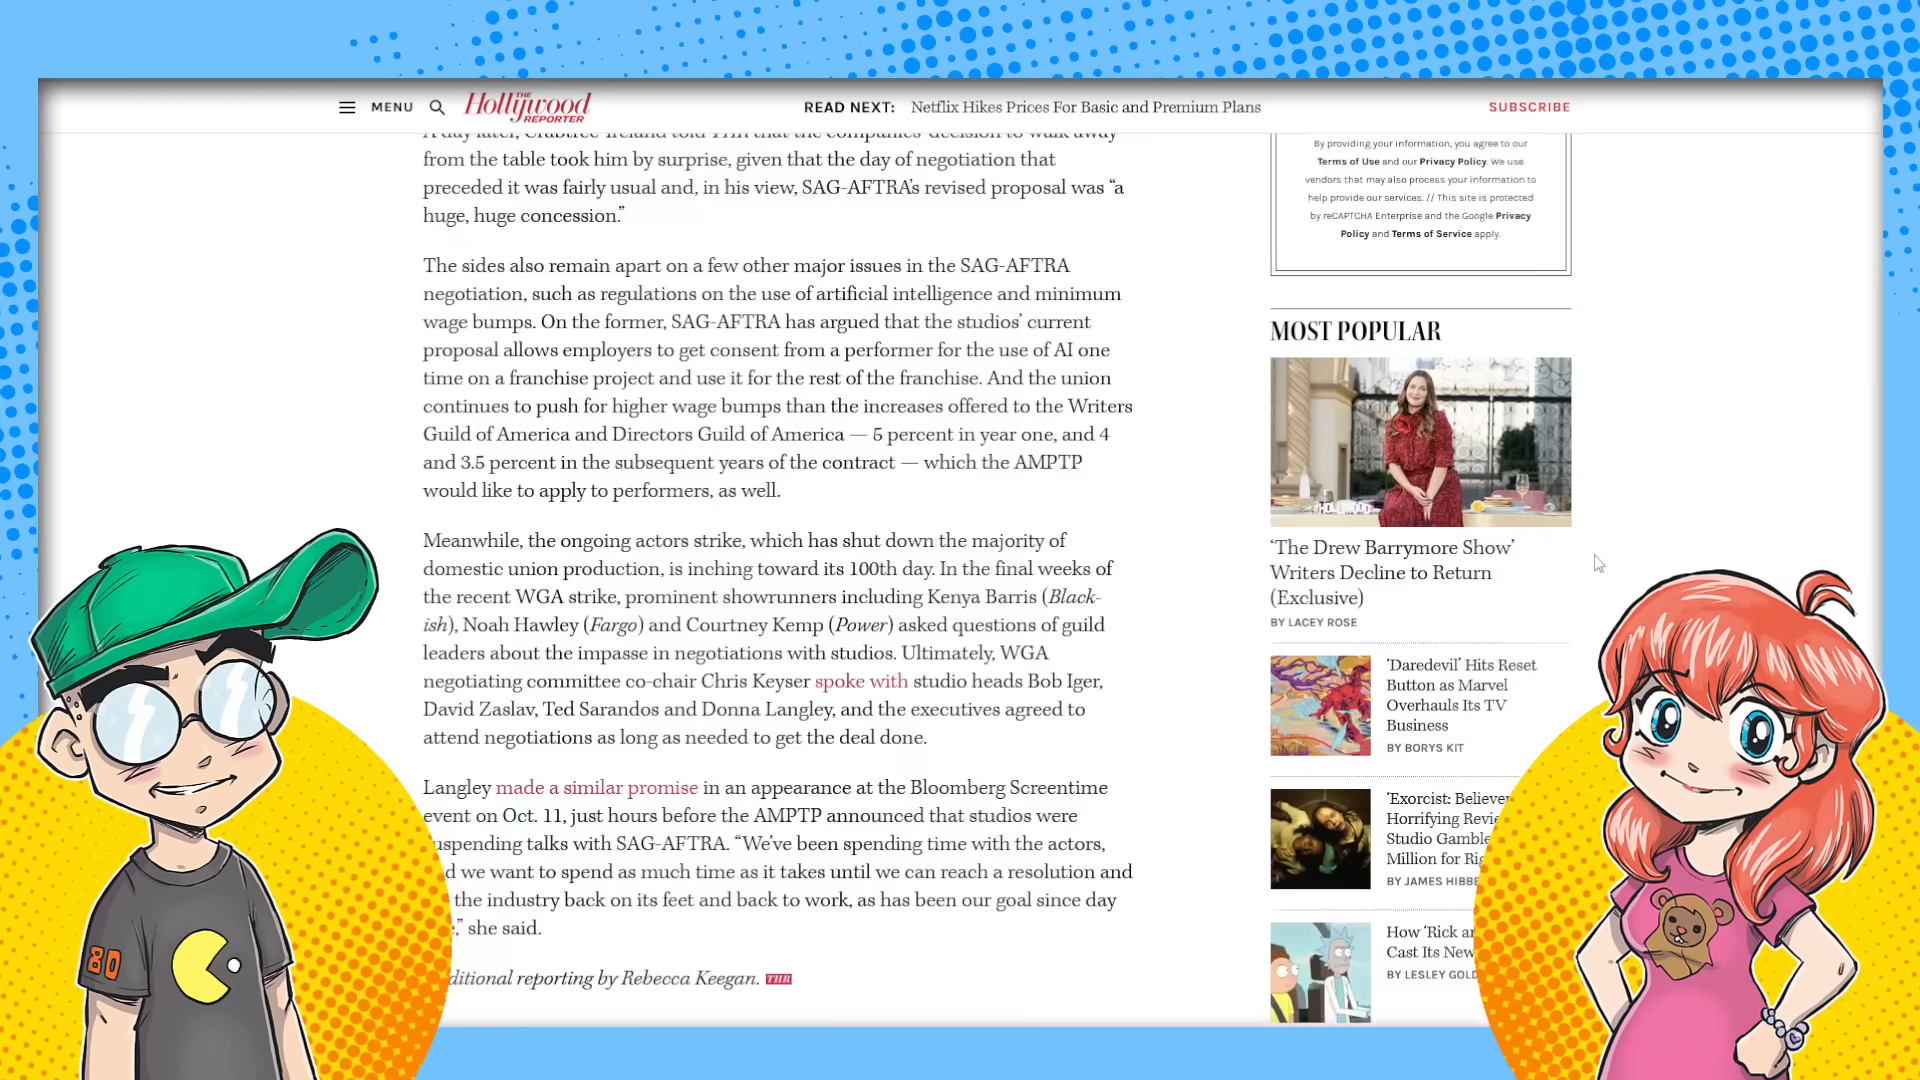 MENU
THE
Hollywood
REPORTER
READ NEXT: Netflix Hikes Prices For Basic and Premium Plans
SUBSCRIBE
A day later, Crabtree-Ireland told THR that the companies' decision to walk away
from the table took him by surprise, given that the day of negotiation that
preceded it was fairly usual and, in his view, SAG-AFTRA's revised proposal was “a
huge, huge concession.”
The sides also remain apart on a few other major issues in the SAG-AFTRA
negotiation, such as regulations on the use of artificial intelligence and minimum
wage bumps. On the former, SAG-AFTRA has argued that the studios’ current
proposal allows employers to get consent from a performer for the use of AI one
time on a franchise project and use it for the rest of the franchise. And the union
continues to push for higher wage bumps than the increases offered to the Writers
Guild of America and Directors Guild of America — 5 percent in year one, and 4
and 3.5 percent in the subsequent years of the contract — which the AMPTP
would like to apply to performers, as well.
Meanwhile, the ongoing actors strike, which has shut down the majority of
domestic union production, is inching toward its 100th day. In the final weeks of
the recent WGA strike, prominent showrunners including Kenya Barris (Black-
ish), Noah Hawley (Fargo) and Courtney Kemp (Power) asked questions of guild
leaders about the impasse in negotiations with studios. Ultimately, WGA
negotiating committee co-chair Chris Keyser spoke with studio heads Bob Iger,
David Zaslav, Ted Sarandos and Donna Langley, and the executives agreed to
attend negotiations as long as needed to get the deal done.
Langley made a similar promise in an appearance at the Bloomberg Screentime
event on Oct. 11, just hours before the AMPTP announced that studios were
uspending talks with SAG-AFTRA. “We’ve been spending time with the actors,
d we want to spend as much time as it takes until we can reach a resolution and
the industry back on its feet and back to work, as has been our goal since day
,” she said.
ditional reporting by Rebecca Keegan. THR
By providing your information, you agree to our
Terms of Use and our Privacy Policy. We use
vendors that may also process your information to
help provide our services. // This site is protected
by reCAPTCHA Enterprise and the Google Privacy
Policy and Terms of Service apply.
MOST POPULAR
HOLLYWOOD
‘The Drew Barrymore Show’
Writers Decline to Return
(Exclusive)
BY LACEY ROSE
‘Daredevil’ Hits Reset
Button as Marvel
Overhauls Its TV
Business
BY BORYS KIT
‘Exorcist: Believer
Horrifying Revie
Studio Gamble
Million for Rig
BY JAMES HIBBE
How ‘Rick an
Cast Its New
BY LESLEY GOLD
80